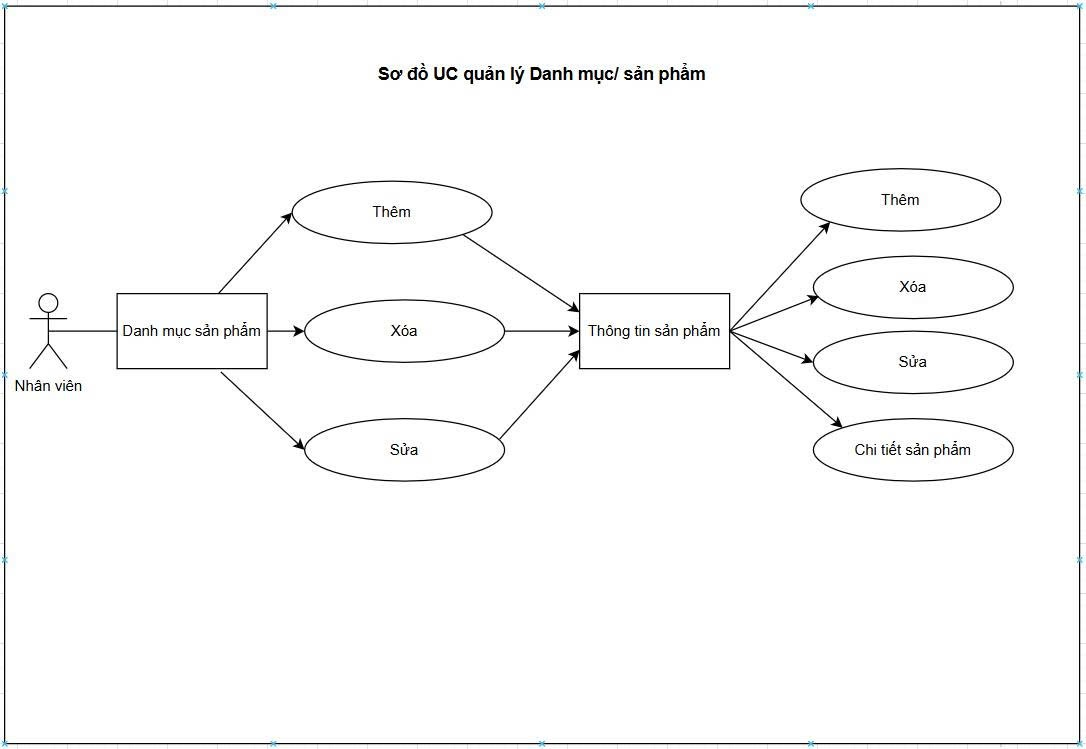 Sơ đồ UC quản lý Danh mục/ sản phẩm
Nhân viên
Danh mục sản phẩm
Thêm
Xóa
Sửa
Thông tin sản phẩm
Thêm
Xóa
Sửa
Chi tiết sản phẩm